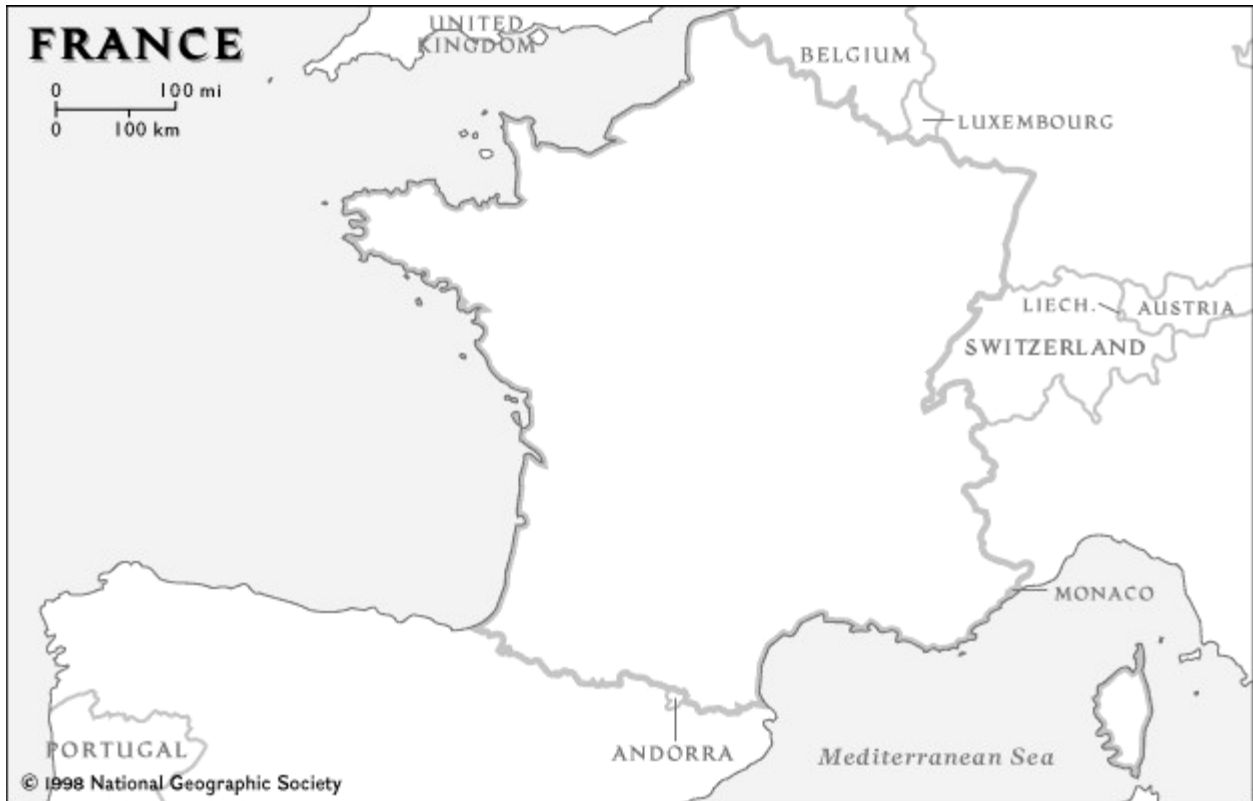 FRANCE
0 100 mi
0 100 km
UNITED
KINGDOM
BELGIUM
LUXEMBOURG
LIECH.
AUSTRIA
SWITZERLAND
MONACO
PORTUGAL
ANDORRA
Mediterranean Sea
© 1998 National Geographic Society